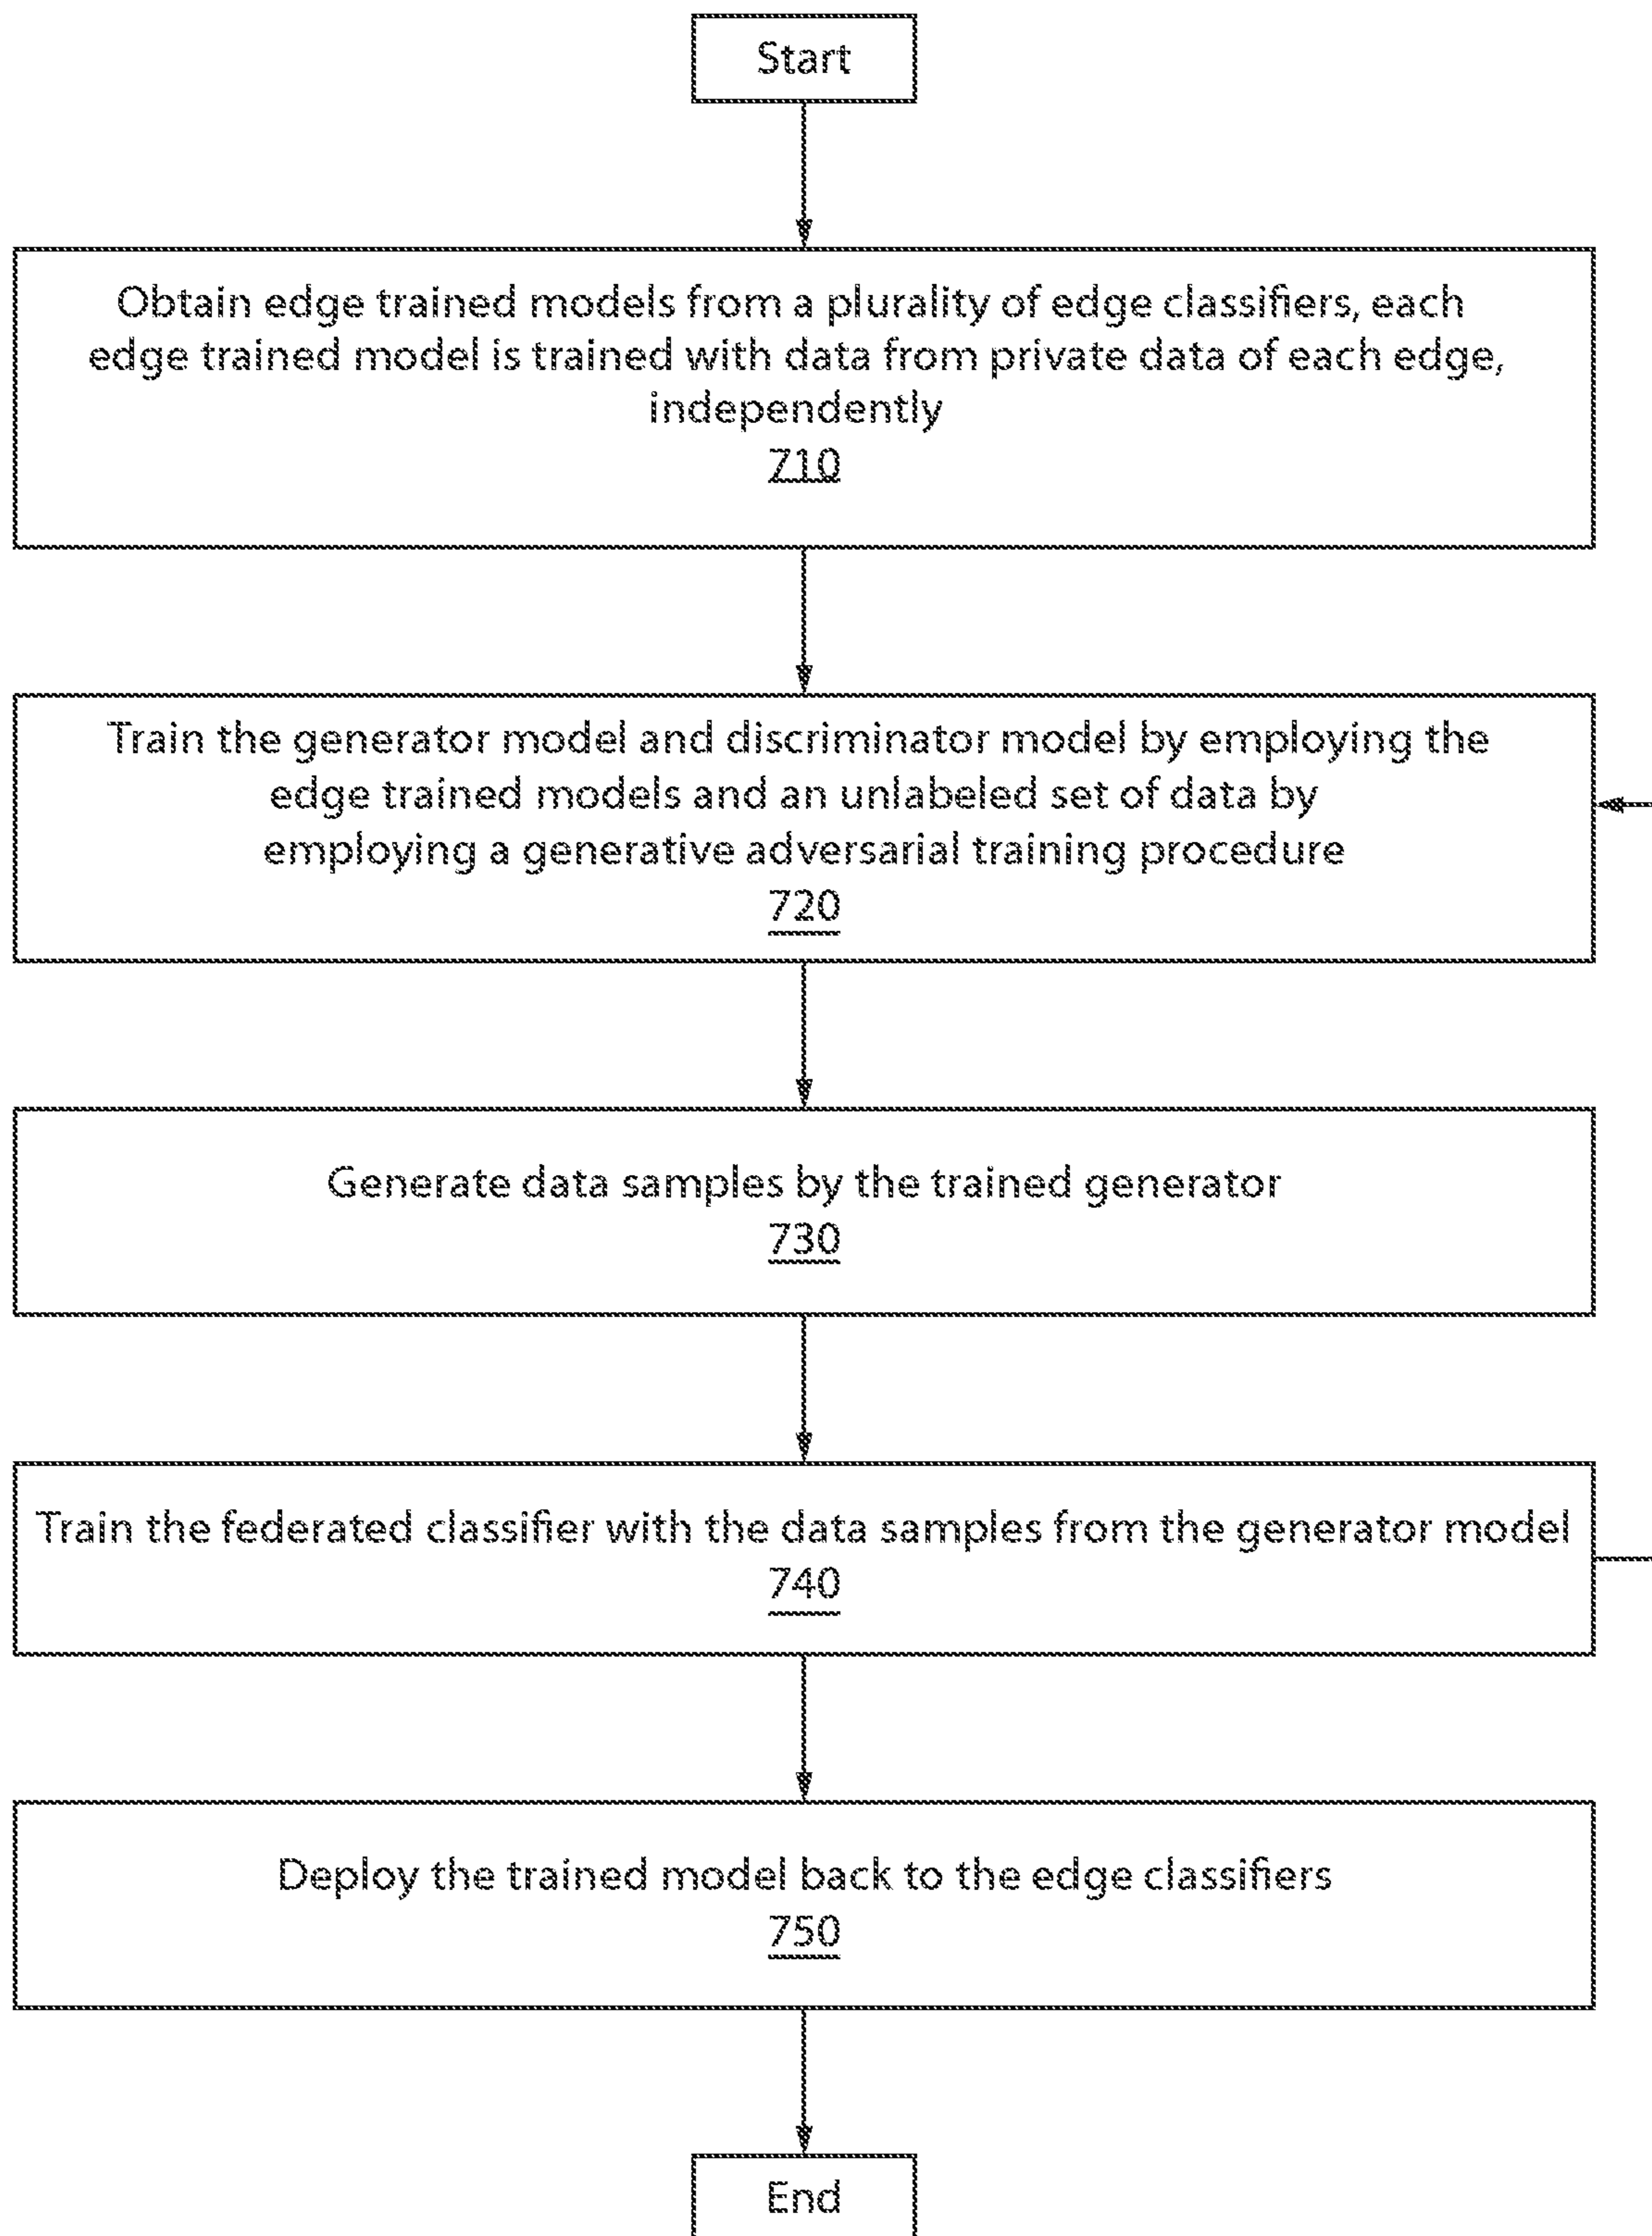 Start
Obtain edge trained models from a plurality of edge classifiers, each
edge trained model is trained with data from private data of each edge,
independently
710
Train the generator model and discriminator model by employing the
edge trained models and an unlabeled set of data by
employing a generative adversarial training procedure
720
Generate data samples by the trained generator
730
Train the federated classifier with the data samples from the generator model
740
Deploy the trained model back to the edge classifiers
750
End